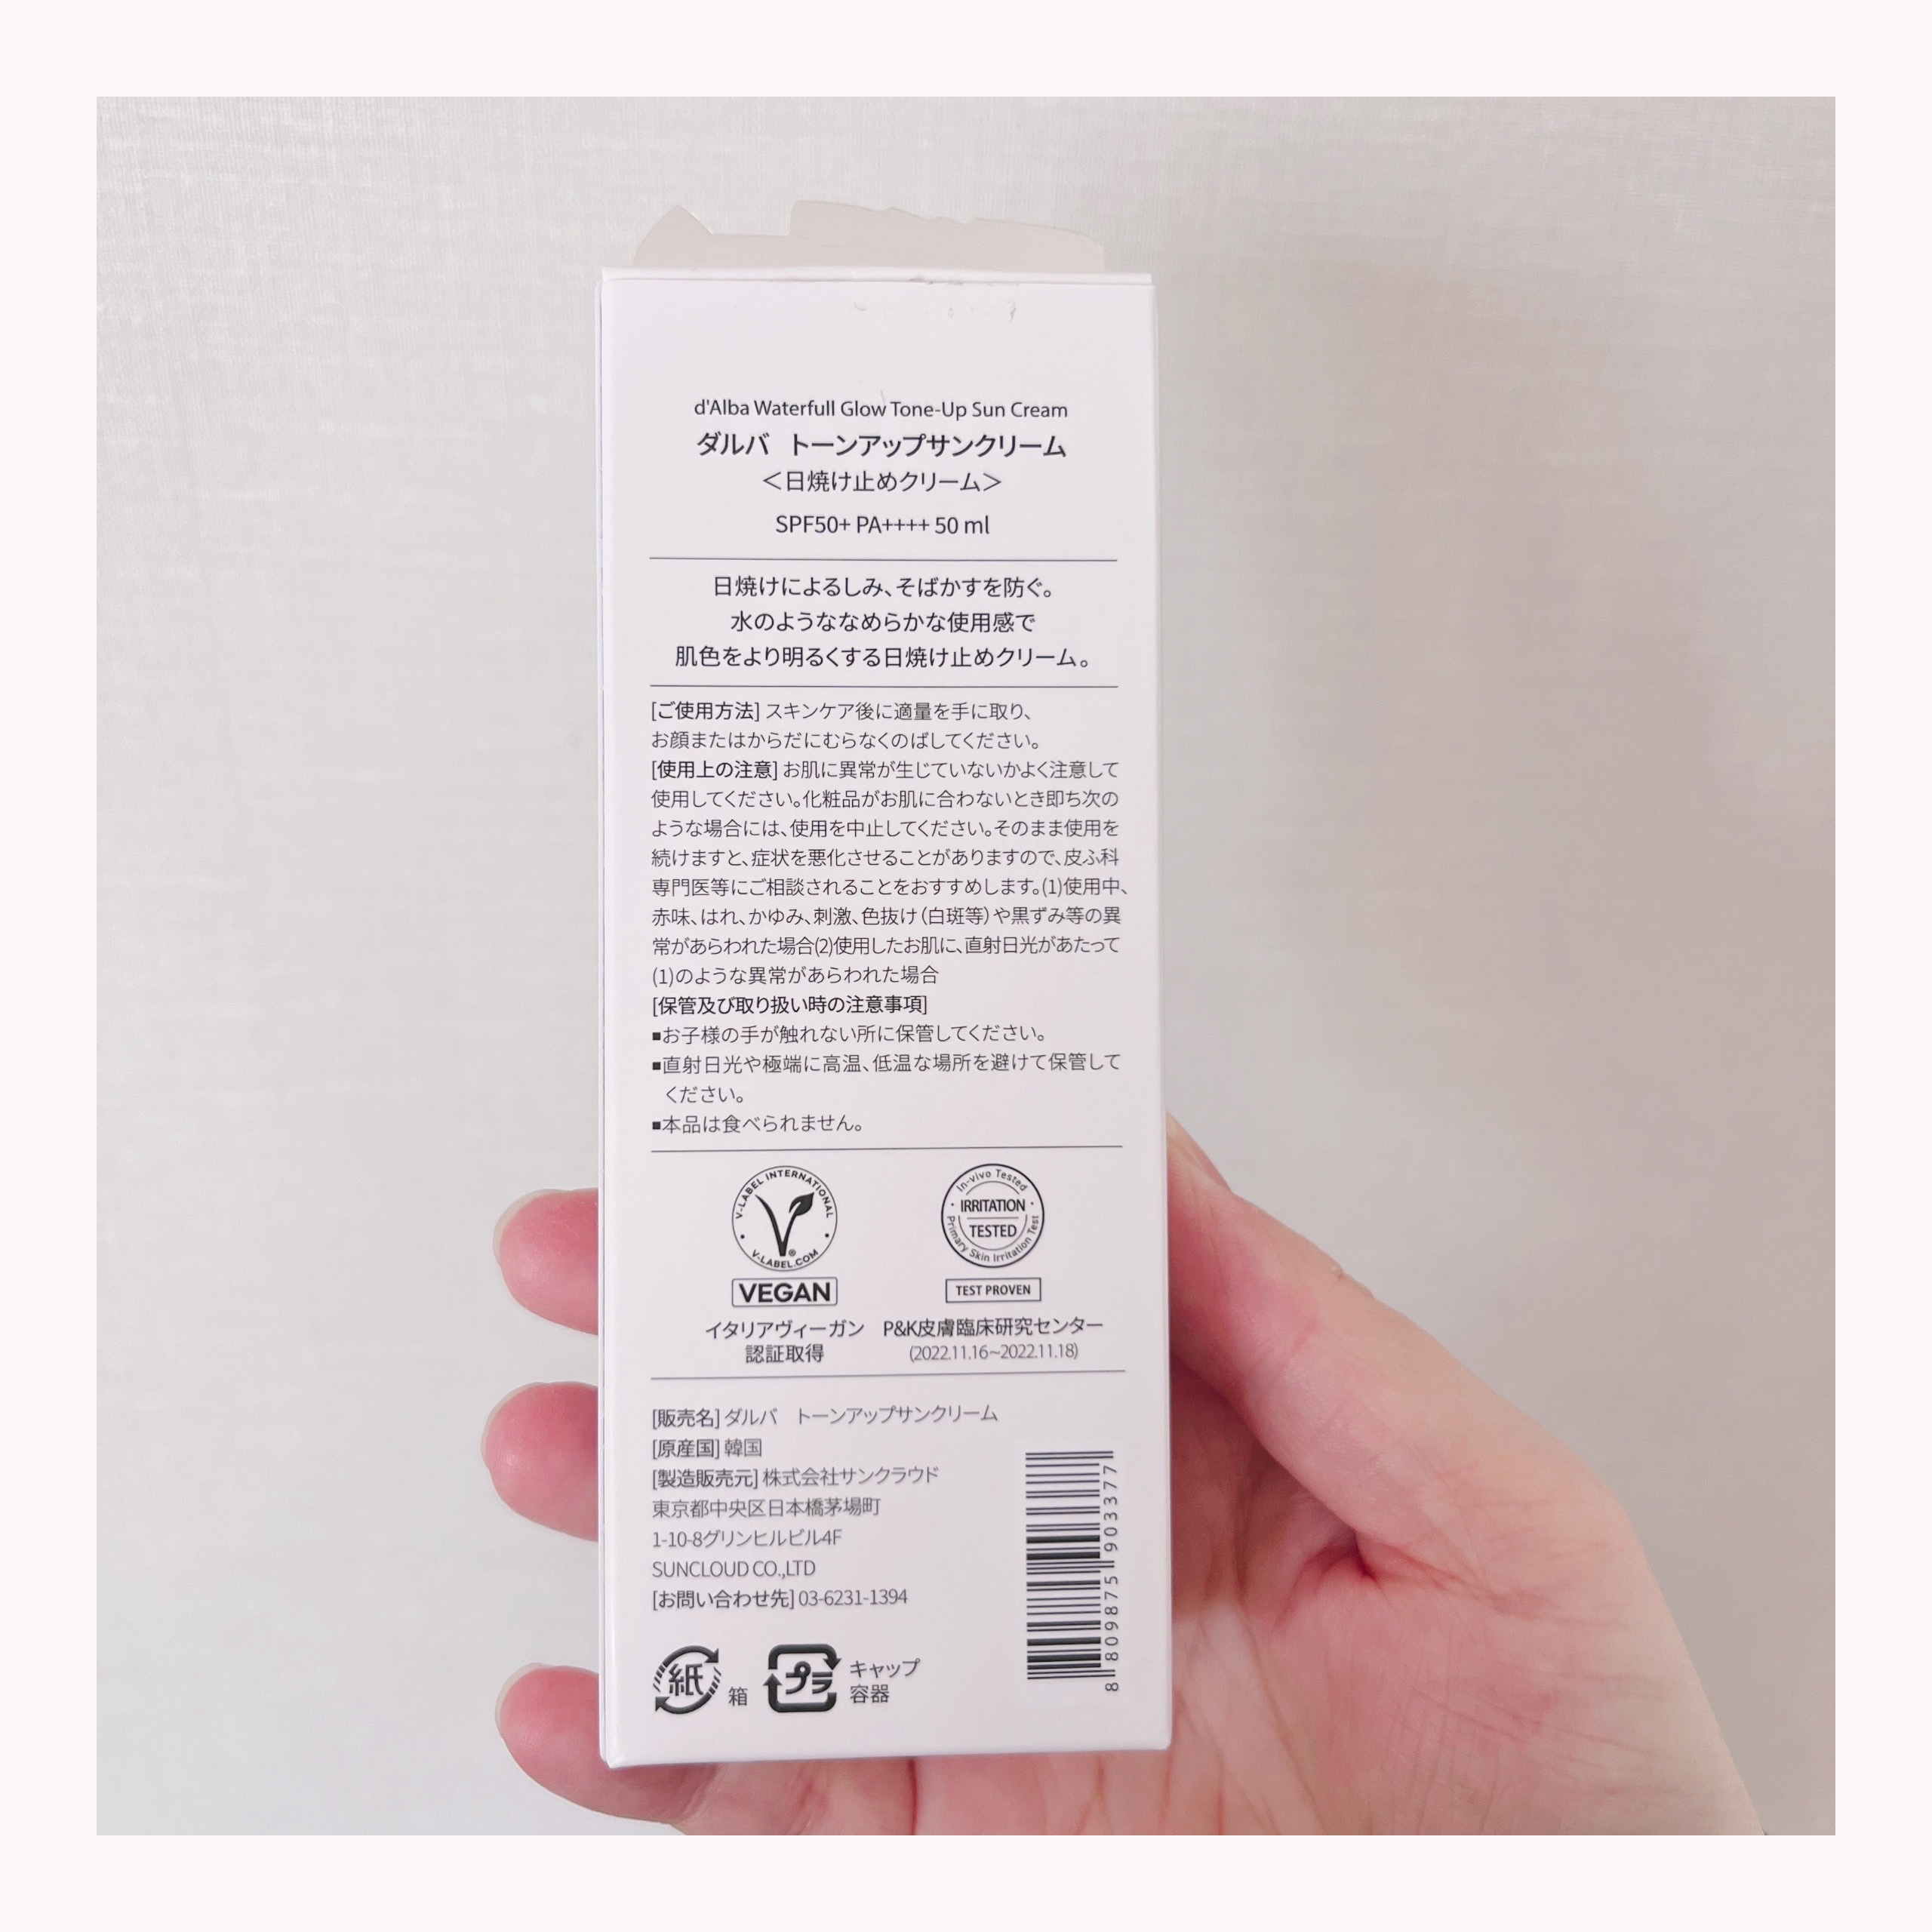 d'Alba Waterfull Glow Tone-Up Sun Cream
ダルバ　トーンアップサンクリーム
＜日焼け止めクリーム＞
SPF50+ PA++++ 50 ml
日焼けによるしみ、そばかすを防ぐ。
水のようななめらかな使用感で
肌色をより明るくする日焼け止めクリーム。
[ご使用方法] スキンケア後に適量を手に取り、
お顔またはからだにむらなくのばしてください。
[使用上の注意] お肌に異常が生じていないかよく注意して
使用してください。化粧品がお肌に合わないとき即ち次の
ような場合には、使用を中止してください。そのまま使用を
続けますと、症状を悪化させることがありますので、皮ふ科
専門医等にご相談されることをおすすめします。(1)使用中、
赤味、はれ、かゆみ、刺激、色抜け（白斑等）や黒ずみ等の異
常があらわれた場合(2)使用したお肌に、直射日光があたって
(1)のような異常があらわれた場合
[保管及び取り扱い時の注意事項]
■お子様の手が触れない所に保管してください。
■直射日光や極端に高温、低温な場所を避けて保管して
ください。
■本品は食べられません。
V-LABEL INTERNATIONAL
V-LABEL.COM
®
VEGAN
イタリアヴィーガン
認証取得
In-vivo Tested
IRRITATION
TESTED
Primary Skin Irritation Test
TEST PROVEN
P&K皮膚臨床研究センター
(2022.11.16~2022.11.18)
[販売名] ダルバ　トーンアップサンクリーム
[原産国] 韓国
[製造販売元] 株式会社サンクラウド
東京都中央区日本橋茅場町
1-10-8グリンヒルビル4F
SUNCLOUD CO.,LTD
[お問い合わせ先] 03-6231-1394
紙
箱
プラ
キャップ
容器
8 809875 903377